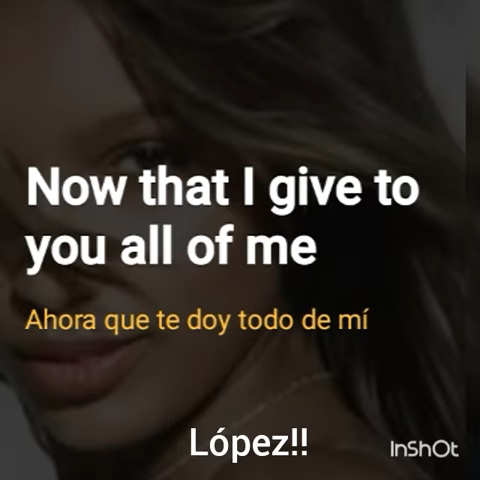 Now that I give to
you all of me
Ahora que te doy todo de mí
López!!
InShOt